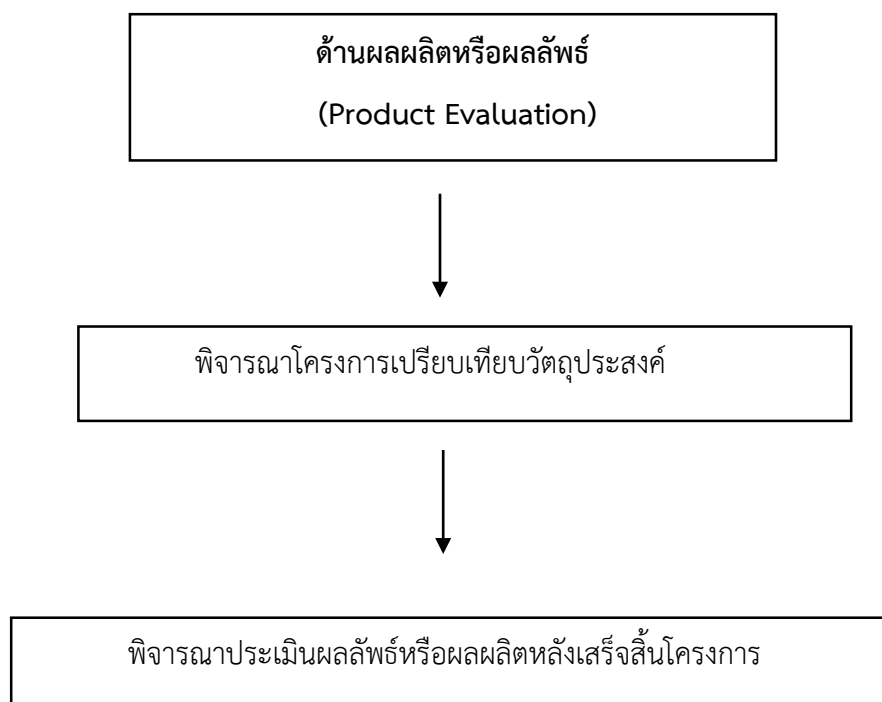 ด้านผลผลิตหรือผลลัพธ์
(Product Evaluation)
พิจารณาโครงการเปรียบเทียบวัตถุประสงค์
พิจารณาประเมินผลลัพธ์หรือผลผลิตหลังเสร็จสิ้นโครงการ